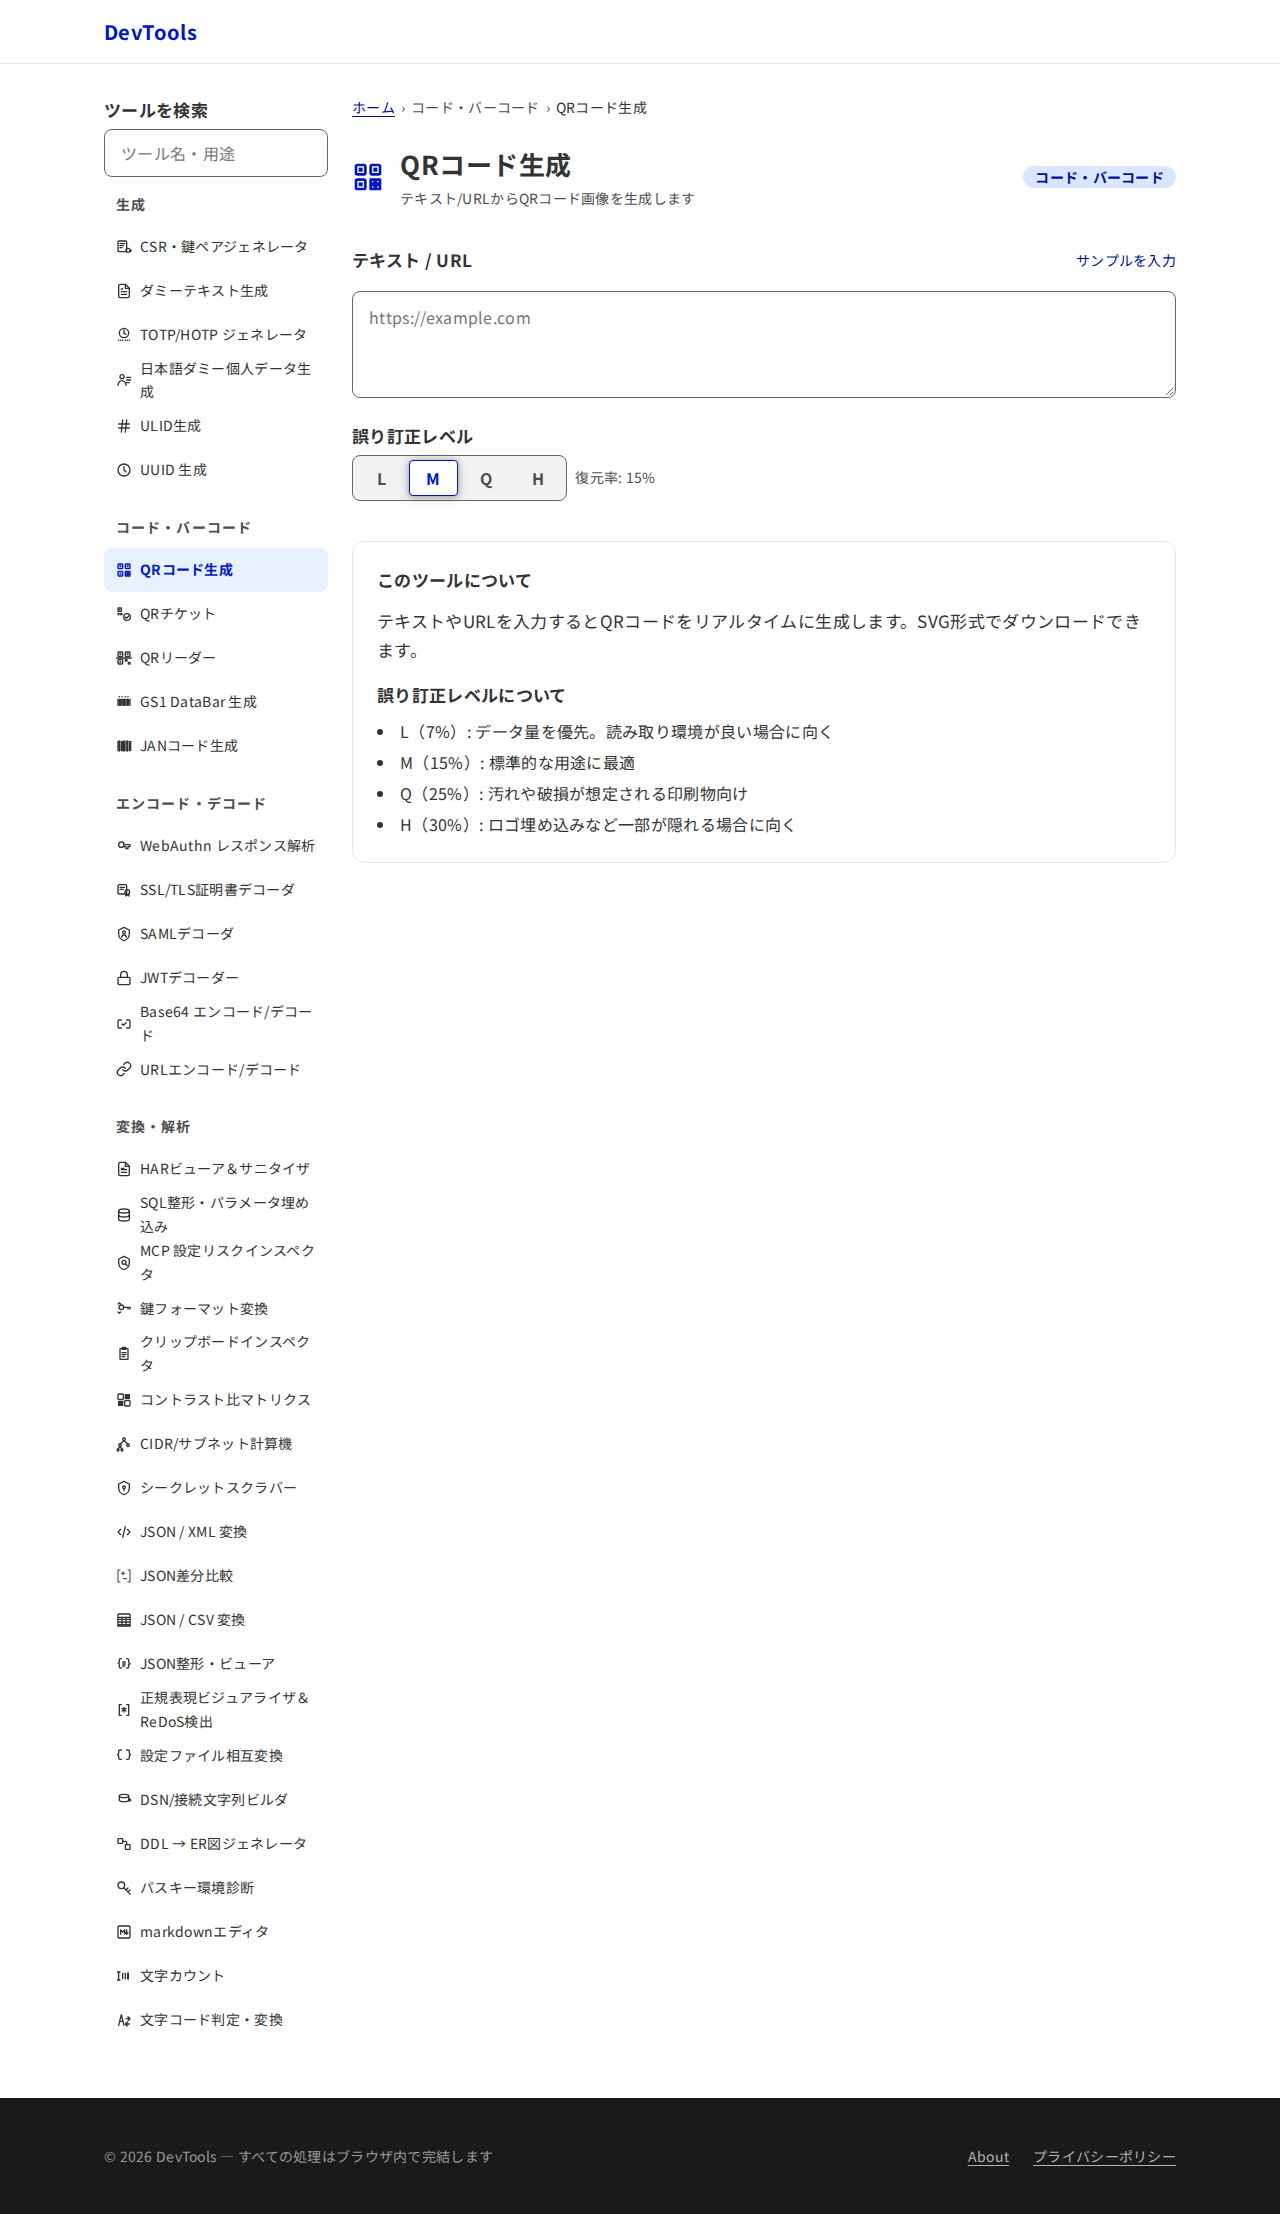 DevTools
ツールを検索
ツール名・用途
生成
CSR・鍵ペアジェネレータ
ダミーテキスト生成
TOTP/HOTP ジェネレータ
日本語ダミー個人データ生
成
ULID生成
UUID 生成
コード・バーコード
QRコード生成
QRチケット
QRリーダー
GS1 DataBar 生成
JANコード生成
エンコード・デコード
WebAuthn レスポンス解析
SSL/TLS証明書デコーダ
SAMLデコーダ
JWTデコーダー
Base64 エンコード/デコー
ド
URLエンコード/デコード
変換・解析
HARビューア＆サニタイザ
SQL整形・パラメータ埋め
込み
MCP 設定リスクインスペク
タ
鍵フォーマット変換
クリップボードインスペク
タ
コントラスト比マトリクス
CIDR/サブネット計算機
シークレットスクラバー
JSON / XML 変換
JSON差分比較
JSON / CSV 変換
JSON整形・ビューア
正規表現ビジュアライザ＆
ReDoS検出
設定ファイル相互変換
DSN/接続文字列ビルダ
DDL → ER図ジェネレータ
パスキー環境診断
markdownエディタ
文字カウント
文字コード判定・変換
ホーム › コード・バーコード › QRコード生成
QRコード生成
テキスト/URLからQRコード画像を生成します
コード・バーコード
テキスト / URL
サンプルを入力
https://example.com
誤り訂正レベル
L M Q H 復元率: 15%
このツールについて
テキストやURLを入力するとQRコードをリアルタイムに生成します。SVG形式でダウンロードでき
ます。
誤り訂正レベルについて
• L（7%）: データ量を優先。読み取り環境が良い場合に向く
• M（15%）: 標準的な用途に最適
• Q（25%）: 汚れや破損が想定される印刷物向け
• H（30%）: ロゴ埋め込みなど一部が隠れる場合に向く
© 2026 DevTools — すべての処理はブラウザ内で完結します
About プライバシーポリシー